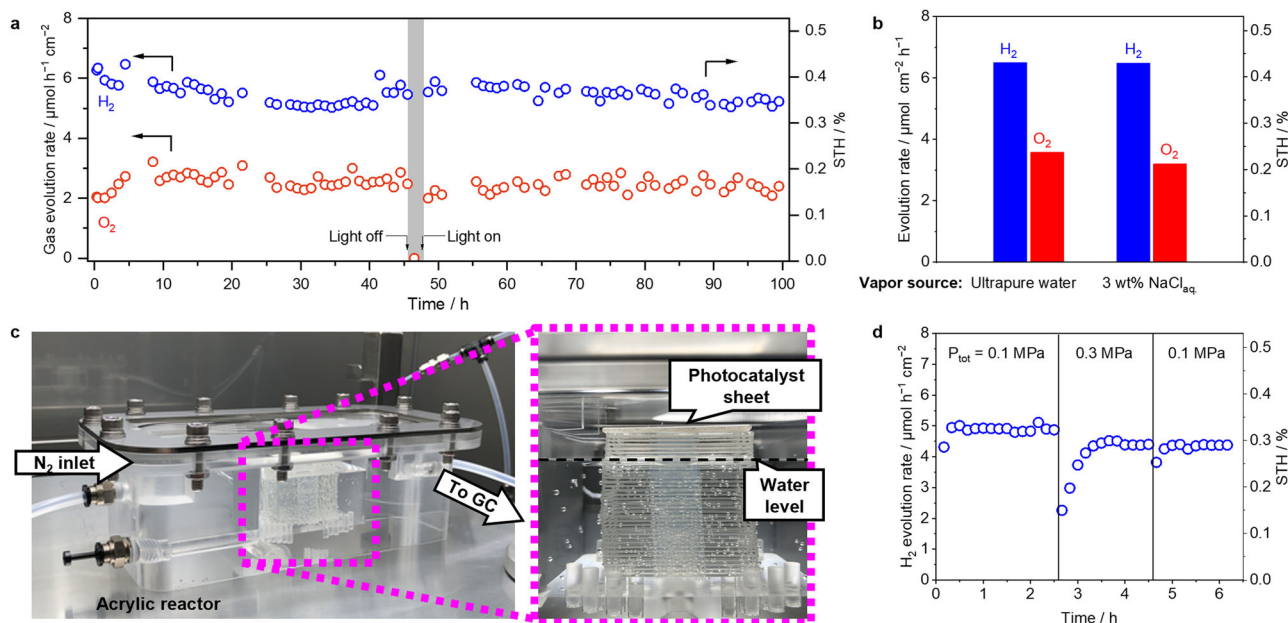 a
Gas evolution rate / μmol h⁻¹ cm⁻²
8
6
4
2
0
H₂
O₂
Light off
Light on
0 10 20 30 40 50 60 70 80 90 100
Time / h
0.5
0.4
0.3
0.2
0.1
0.0
STH / %
b
Evolution rate / μmol cm⁻² h⁻¹
8
6
4
2
0
H₂
O₂
H₂
O₂
0.5
0.4
0.3
0.2
0.1
0.0
STH / %
Vapor source: Ultrapure water 3 wt% NaClaq.
c
N₂ inlet
To GC
Acrylic reactor
Photocatalyst
sheet
Water
level
d
H₂ evolution rate / μmol h⁻¹ cm⁻²
8
7
6
5
4
3
2
1
0
Ptot = 0.1 MPa
0.3 MPa
0.1 MPa
0 1 2 3 4 5 6
Time / h
0.5
0.4
0.3
0.2
0.1
0.0
STH / %